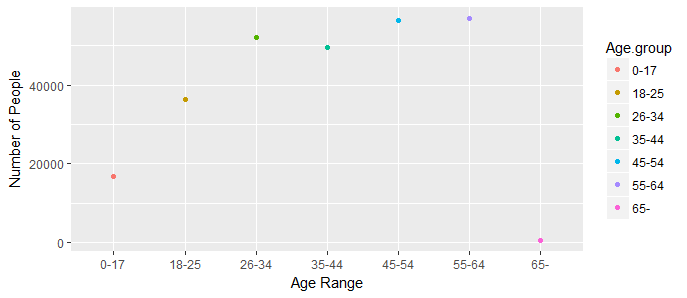 Number of People
40000
20000
0
0-17 18-25 26-34 35-44 45-54 55-64 65-
Age Range
Age.group
0-17
18-25
26-34
35-44
45-54
55-64
65-